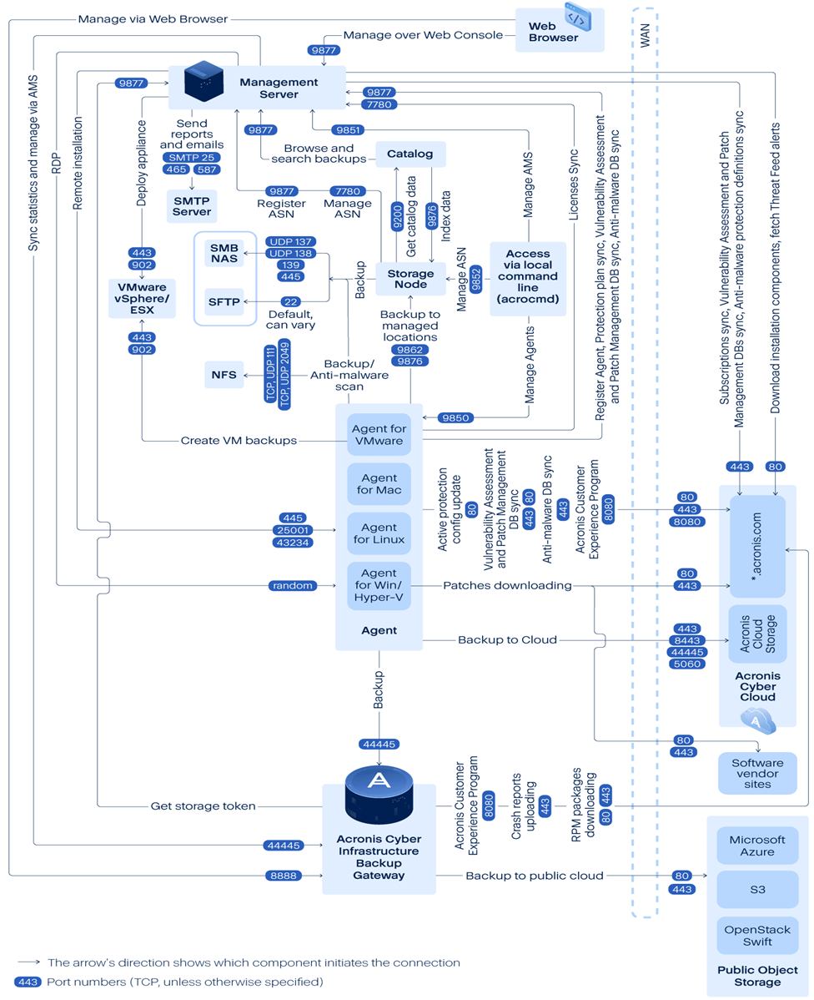 Manage via Web Browser
Web
Browser
Manage over Web Console
9877
WAN
Sync statistics and manage via AMS
RDP
Remote installation
9877
Management
Server
9877
7780
Deploy appliance
Send
reports
and emails
SMTP 25
465
587
SMTP
Server
9877
9851
Browse and
search backups
Catalog
9877
7780
Register
ASN
Manage
ASN
9200
Get catalog data
9876
Index data
Manage AMS
Licenses Sync
Register Agent, Protection plan sync, Vulnerability Assessment
and Patch Management DB sync, Anti-malware DB sync
Subscriptions sync, Vulnerability Assessment and Patch
Management DBs sync, Anti-malware protection definitions sync
Download installation components, fetch Threat Feed alerts
443
902
VMware
vSphere/
ESX
443
902
SMB
NAS
UDP 137
UDP 138
139
445
SFTP
22
Default,
can vary
Backup
Storage
Node
Manage ASN
9852
Access
via local
command
line
(acrocmd)
Backup to
managed
locations
9862
9876
NFS
TCP, UDP 111
TCP, UDP 2049
Backup/
Anti-malware
scan
Manage Agents
9850
Create VM backups
Agent for
VMware
Agent
for Mac
Agent
for Linux
Agent
for Win/
Hyper-V
Agent
445
25001
43234
random
Active protection
config update
80
Vulnerability Assessment
and Patch Management
DB sync
443
80
Anti-malware DB sync
443
Acronis Customer
Experience Program
8080
80
443
8080
443
80
*.acronis.com
Patches downloading
80
443
Backup to Cloud
443
8443
44445
5060
Acronis
Cloud
Storage
Acronis
Cyber
Cloud
Backup
44445
80
443
Software
vendor
sites
Get storage token
Acronis Customer
Experience Program
8080
Crash reports
uploading
443
RPM packages
downloading
80
443
A
A
Acronis Cyber
Infrastructure
Backup
Gateway
44445
8888
Backup to public cloud
80
443
Microsoft
Azure
S3
OpenStack
Swift
Public Object
Storage
The arrow's direction shows which component initiates the connection
443
Port numbers (TCP, unless otherwise specified)